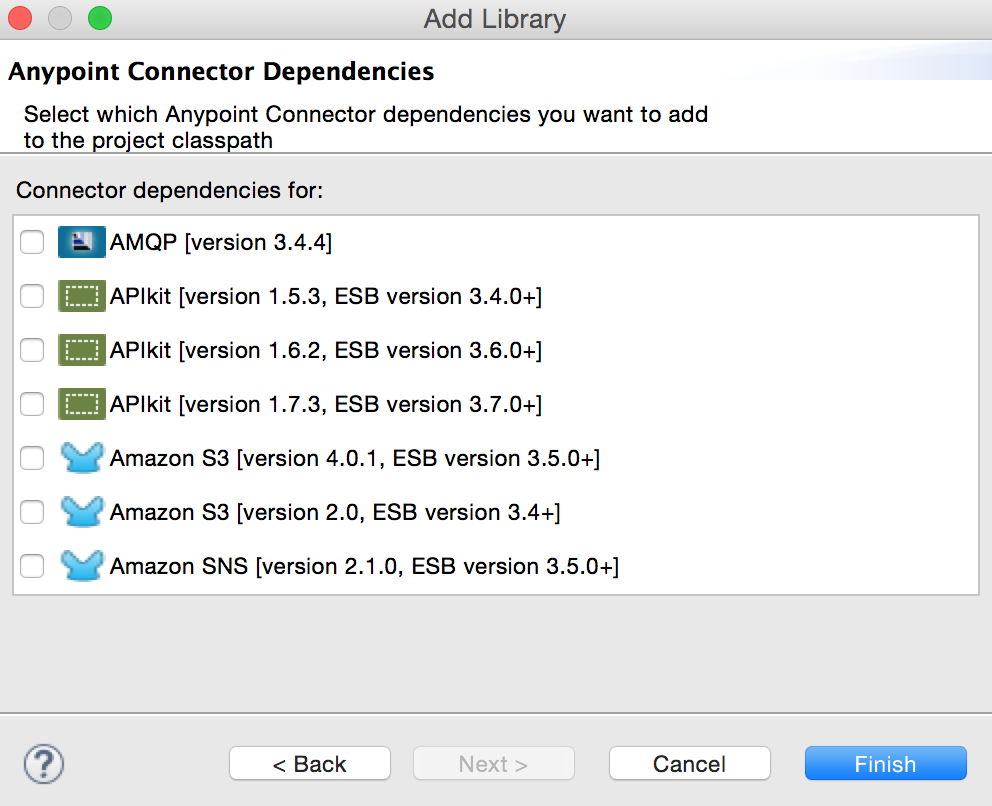 Add Library
Anypoint Connector Dependencies
Select which Anypoint Connector dependencies you want to add
to the project classpath
Connector dependencies for:
AMQP [version 3.4.4]
APIkit [version 1.5.3, ESB version 3.4.0+]
APIkit [version 1.6.2, ESB version 3.6.0+]
APIkit [version 1.7.3, ESB version 3.7.0+]
Amazon S3 [version 4.0.1, ESB version 3.5.0+]
Amazon S3 [version 2.0, ESB version 3.4+]
Amazon SNS [version 2.1.0, ESB version 3.5.0+]
? < Back Next > Cancel Finish